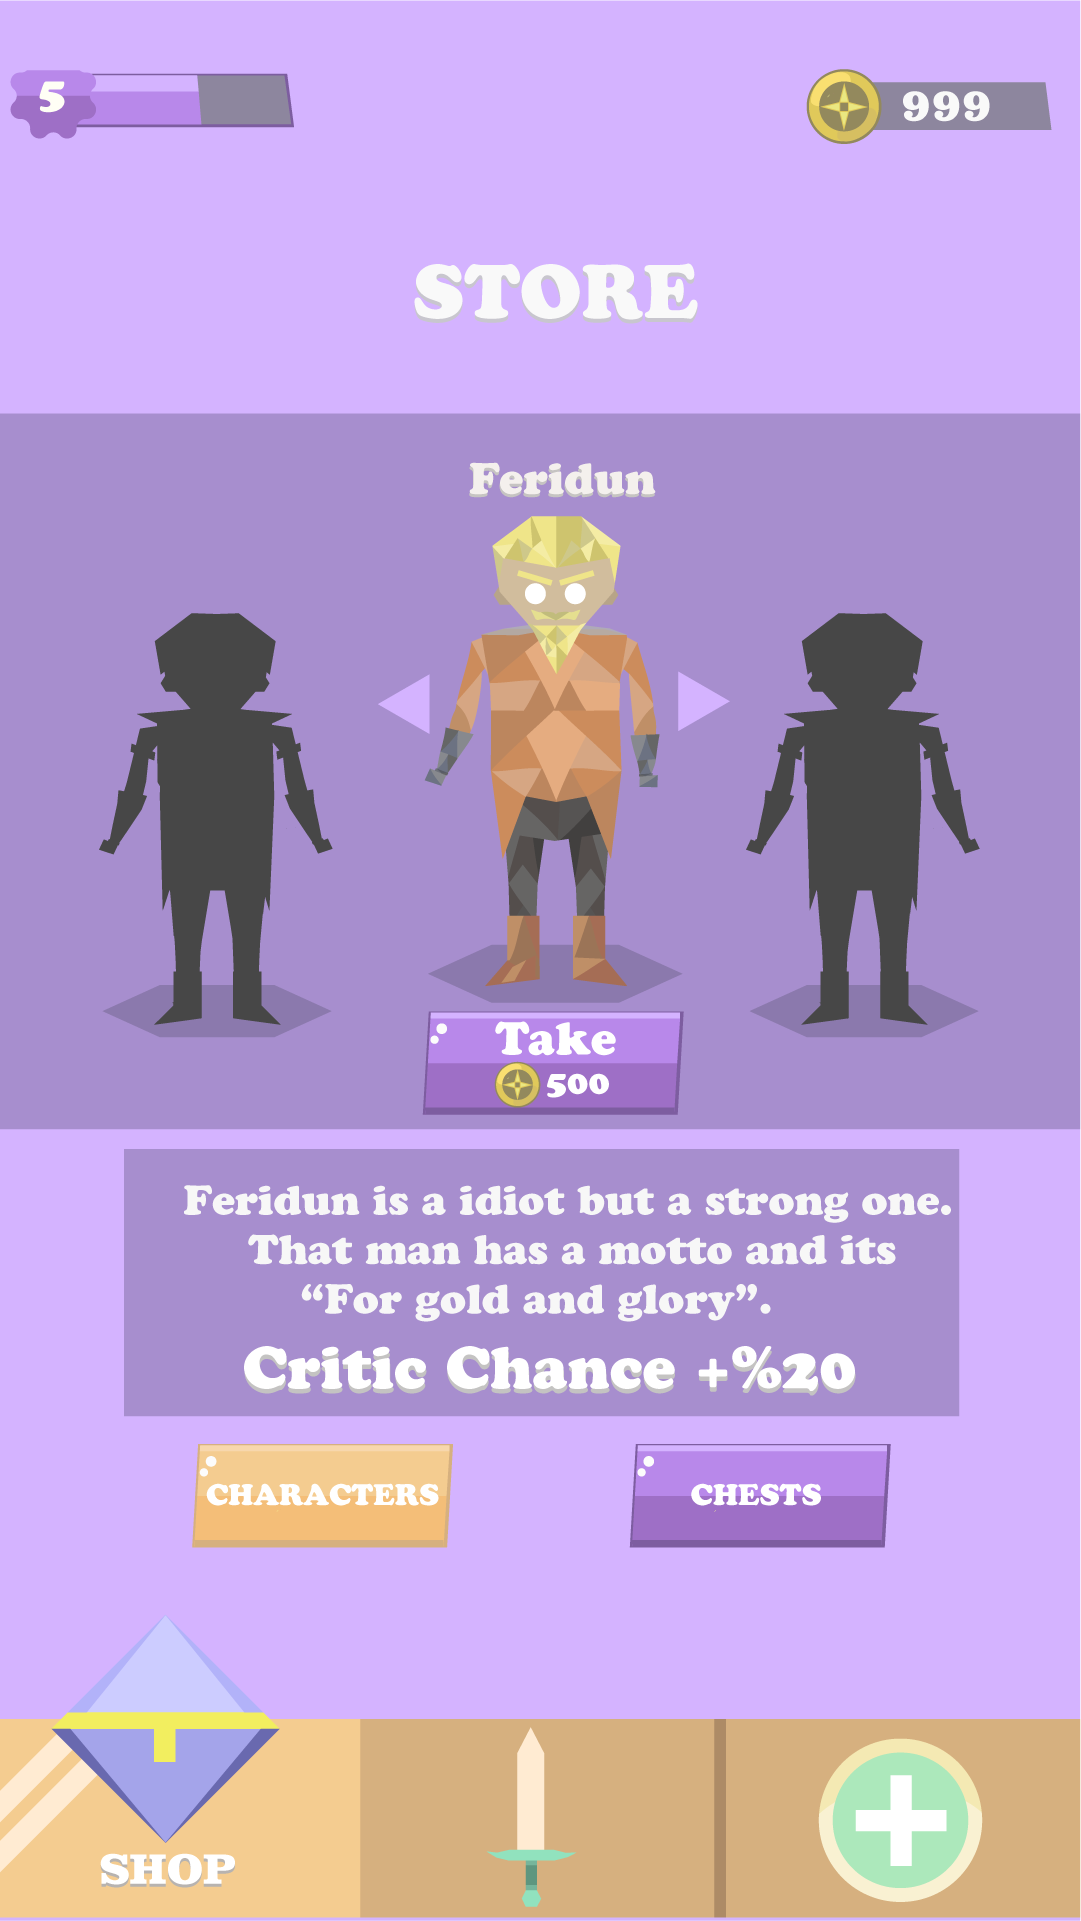 5
999
STORE
Feridun
Take
500
Feridun is a idiot but a strong one.
That man has a motto and its
“For gold and glory”.
Critic Chance +%20
CHARACTERS
CHESTS
SHOP